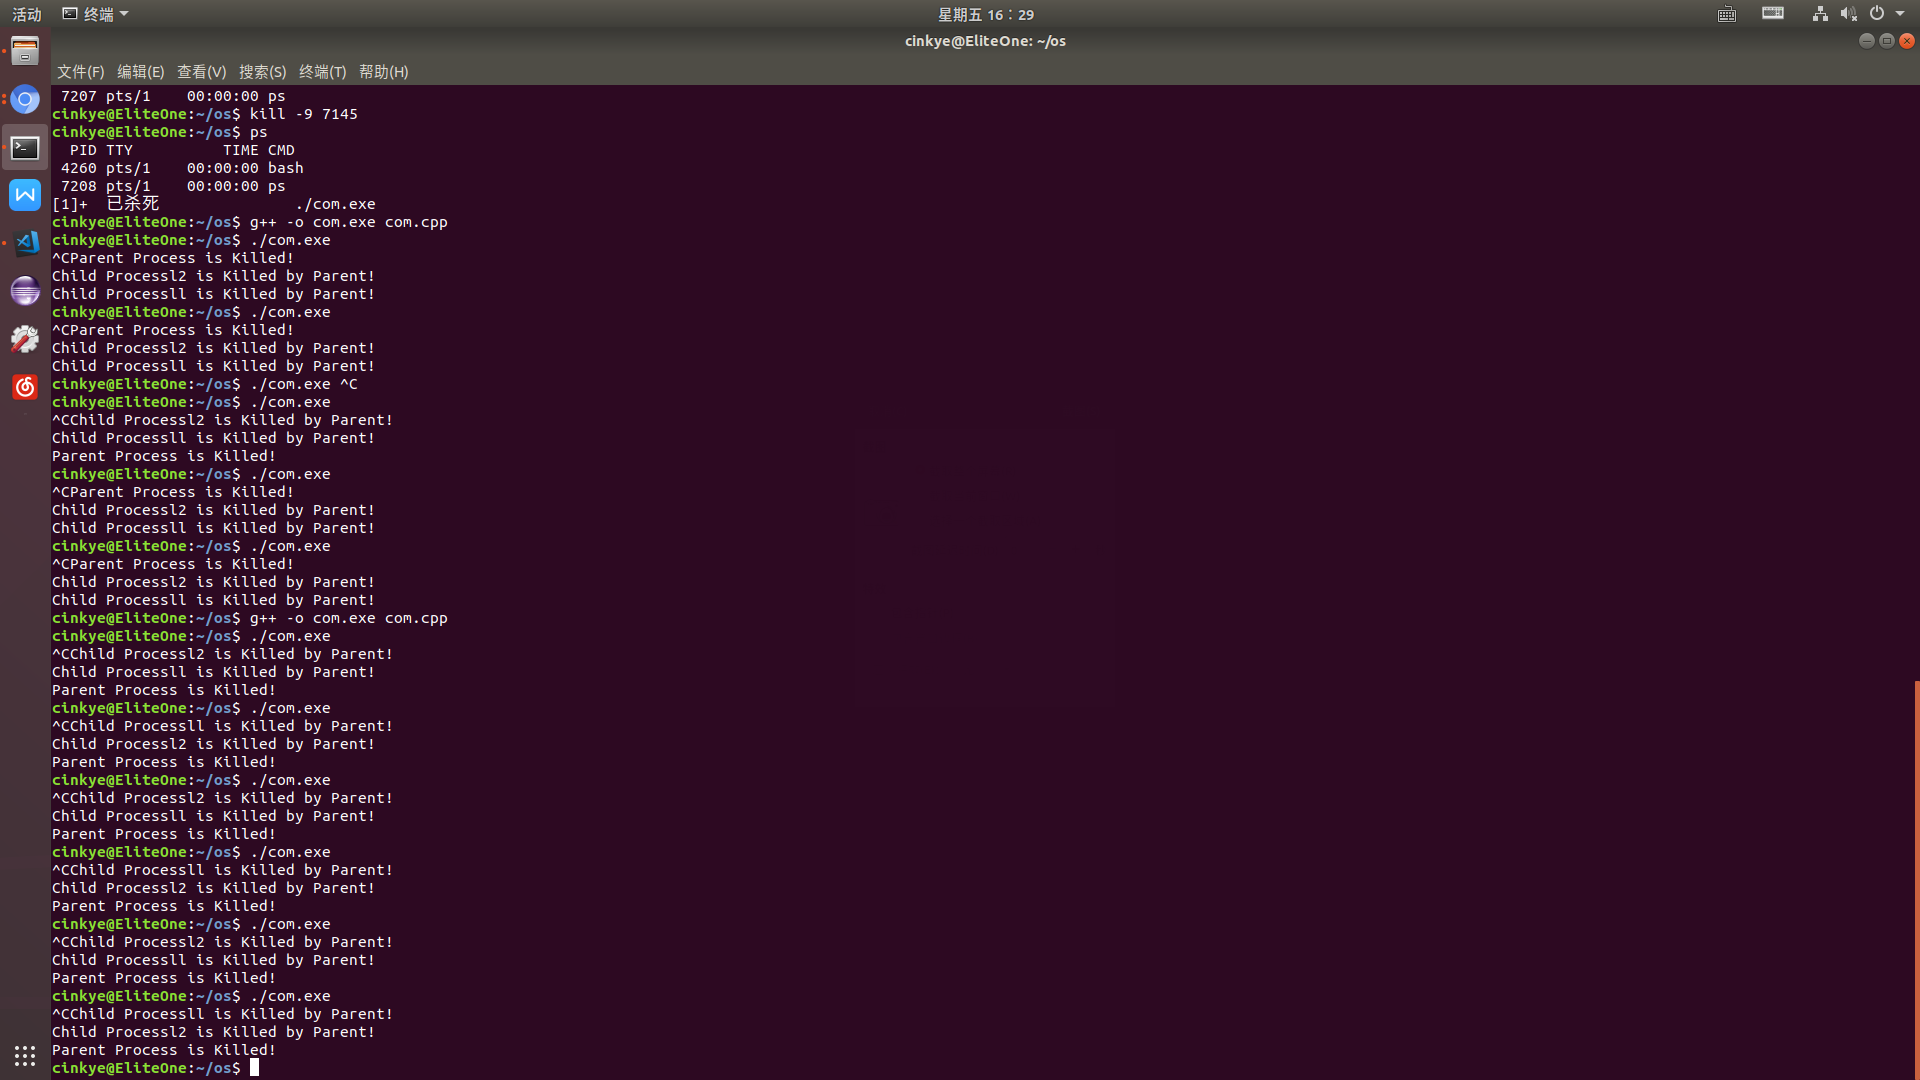 活动 终端 星期五 16:29
cinkye@EliteOne: ~/os
文件(F) 编辑(E) 查看(V) 搜索(S) 终端(T) 帮助(H)
 7207 pts/1    00:00:00 ps
cinkye@EliteOne:~/os$ kill -9 7145
cinkye@EliteOne:~/os$ ps
  PID TTY          TIME CMD
 4260 pts/1    00:00:00 bash
 7208 pts/1    00:00:00 ps
[1]+  已杀死               ./com.exe
cinkye@EliteOne:~/os$ g++ -o com.exe com.cpp
cinkye@EliteOne:~/os$ ./com.exe
^CParent Process is Killed!
Child Processl2 is Killed by Parent!
Child Processll is Killed by Parent!
cinkye@EliteOne:~/os$ ./com.exe
^CParent Process is Killed!
Child Processl2 is Killed by Parent!
Child Processll is Killed by Parent!
cinkye@EliteOne:~/os$ ./com.exe ^C
cinkye@EliteOne:~/os$ ./com.exe
^CChild Processl2 is Killed by Parent!
Child Processll is Killed by Parent!
Parent Process is Killed!
cinkye@EliteOne:~/os$ ./com.exe
^CParent Process is Killed!
Child Processl2 is Killed by Parent!
Child Processll is Killed by Parent!
cinkye@EliteOne:~/os$ ./com.exe
^CParent Process is Killed!
Child Processl2 is Killed by Parent!
Child Processll is Killed by Parent!
cinkye@EliteOne:~/os$ g++ -o com.exe com.cpp
cinkye@EliteOne:~/os$ ./com.exe
^CChild Processl2 is Killed by Parent!
Child Processll is Killed by Parent!
Parent Process is Killed!
cinkye@EliteOne:~/os$ ./com.exe
^CChild Processll is Killed by Parent!
Child Processl2 is Killed by Parent!
Parent Process is Killed!
cinkye@EliteOne:~/os$ ./com.exe
^CChild Processl2 is Killed by Parent!
Child Processll is Killed by Parent!
Parent Process is Killed!
cinkye@EliteOne:~/os$ ./com.exe
^CChild Processll is Killed by Parent!
Child Processl2 is Killed by Parent!
Parent Process is Killed!
cinkye@EliteOne:~/os$ ./com.exe
^CChild Processl2 is Killed by Parent!
Child Processll is Killed by Parent!
Parent Process is Killed!
cinkye@EliteOne:~/os$ ./com.exe
^CChild Processll is Killed by Parent!
Child Processl2 is Killed by Parent!
Parent Process is Killed!
cinkye@EliteOne:~/os$